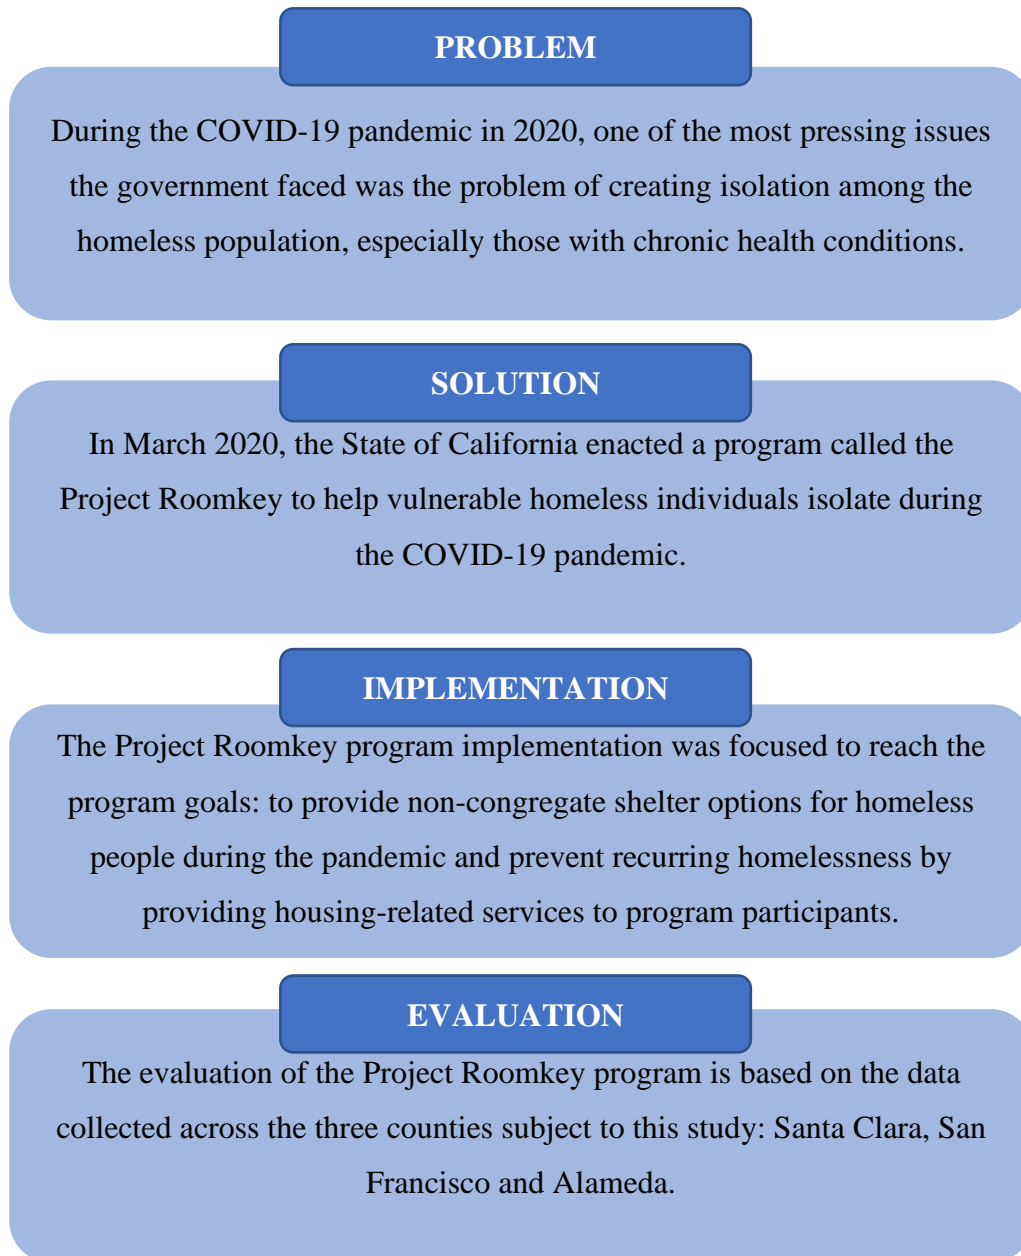 PROBLEM
During the COVID-19 pandemic in 2020, one of the most pressing issues
the government faced was the problem of creating isolation among the
homeless population, especially those with chronic health conditions.
SOLUTION
In March 2020, the State of California enacted a program called the
Project Roomkey to help vulnerable homeless individuals isolate during
the COVID-19 pandemic.
IMPLEMENTATION
The Project Roomkey program implementation was focused to reach the
program goals: to provide non-congregate shelter options for homeless
people during the pandemic and prevent recurring homelessness by
providing housing-related services to program participants.
EVALUATION
The evaluation of the Project Roomkey program is based on the data
collected across the three counties subject to this study: Santa Clara, San
Francisco and Alameda.